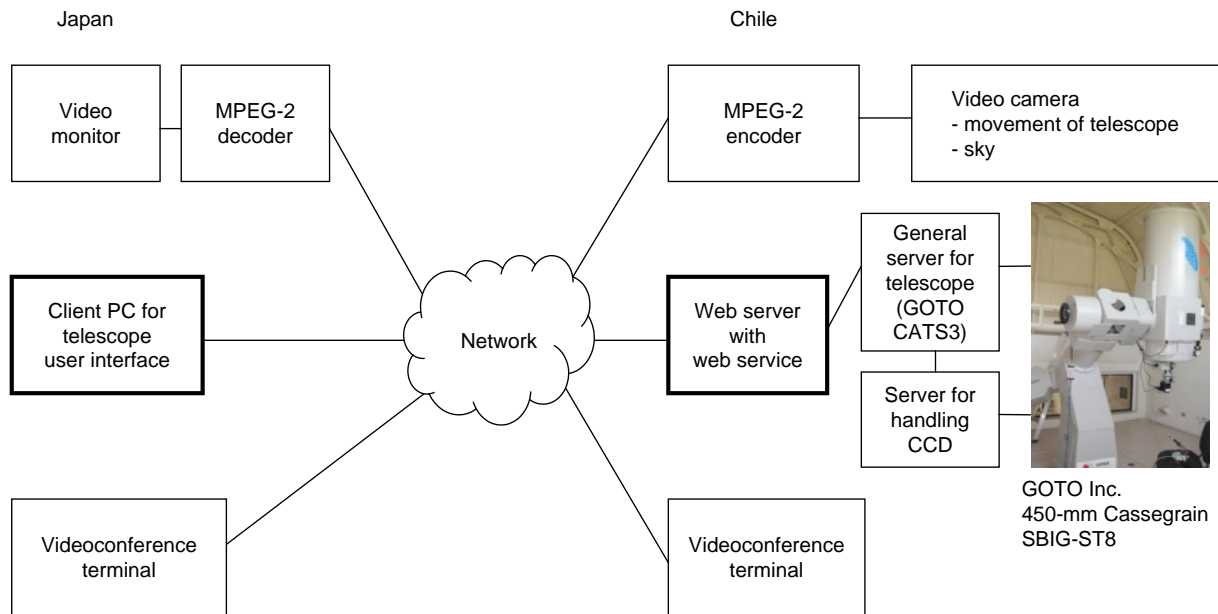 Japan
Chile
Video
monitor
MPEG-2
decoder
MPEG-2
encoder
Video camera
- movement of telescope
- sky
Client PC for
telescope
user interface
Network
Web server
with
web service
General
server for
telescope
(GOTO
CATS3)
Server for
handling
CCD
GOTO Inc.
450-mm Cassegrain
SBIG-ST8
Videoconference
terminal
Videoconference
terminal